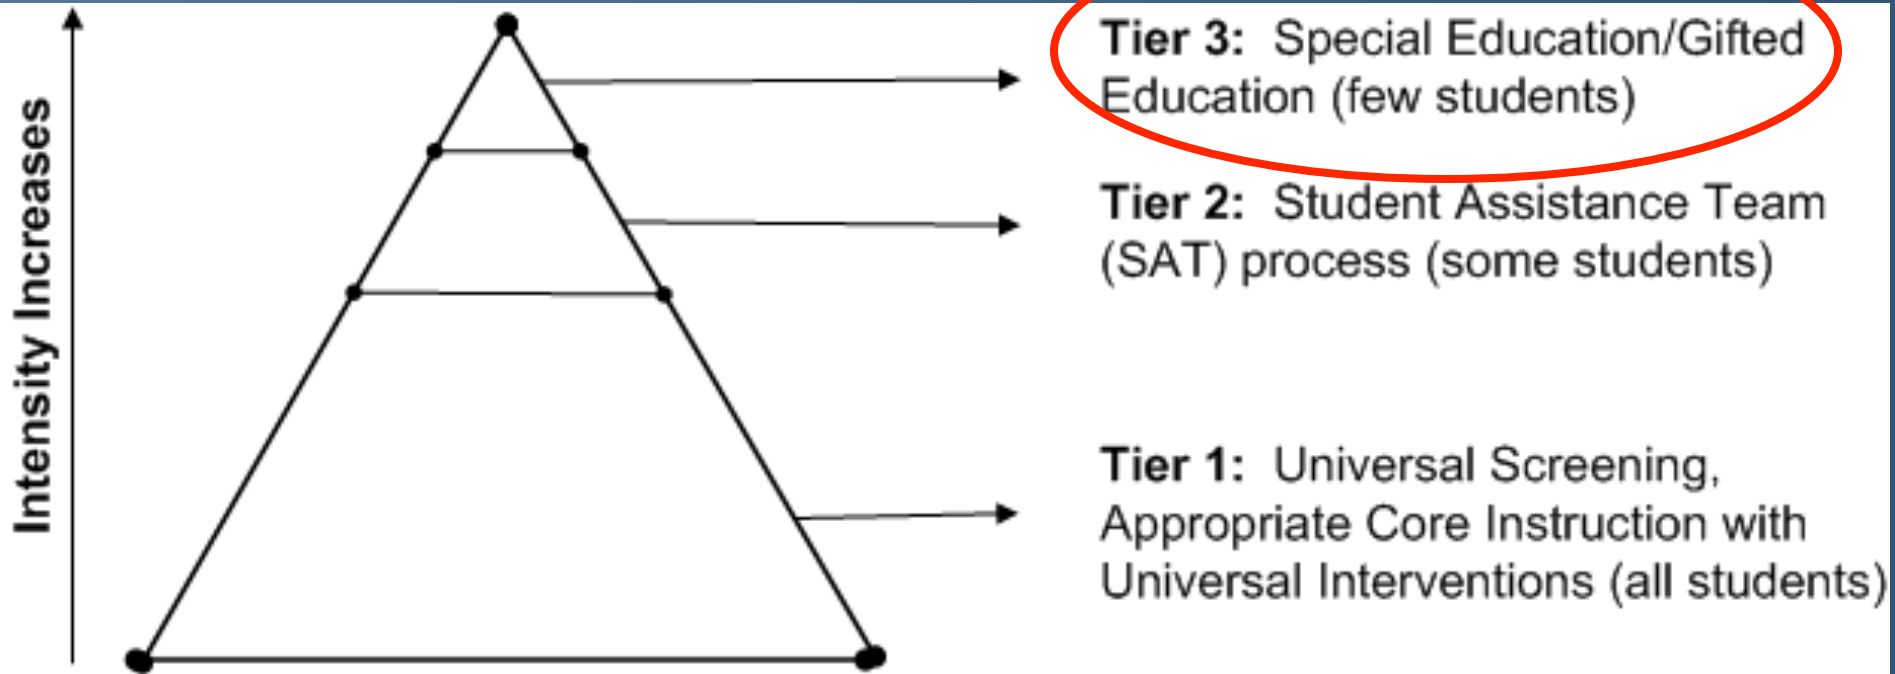 Intensity Increases
Tier 3: Special Education/Gifted
Education (few students)
Tier 2: Student Assistance Team
(SAT) process (some students)
Tier 1: Universal Screening,
Appropriate Core Instruction with
Universal Interventions (all students)